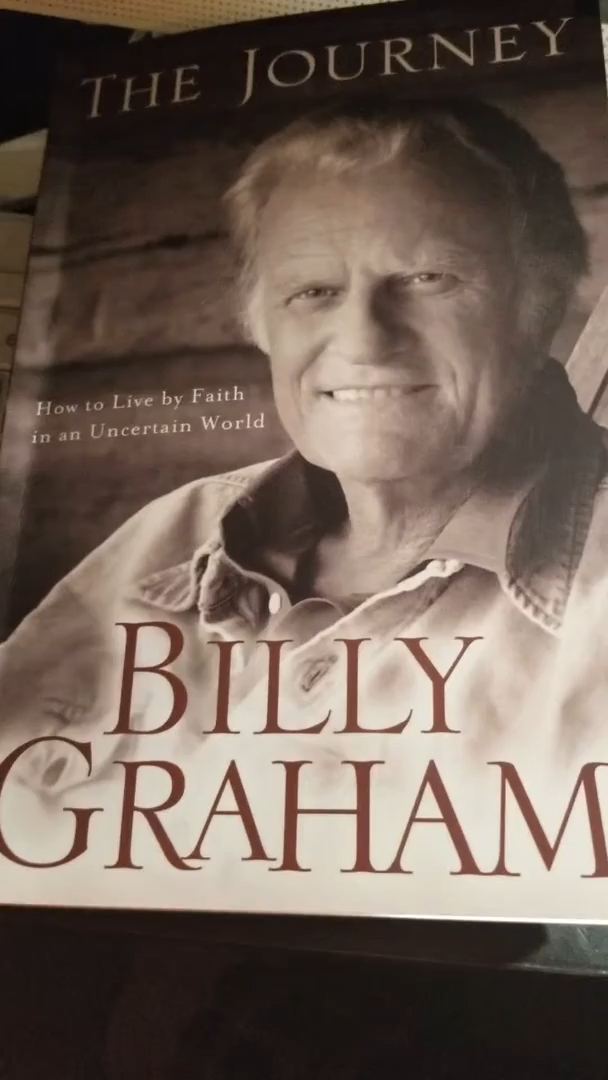 THE JOURNEY
How to Live by Faith
in an Uncertain World
BILLY
GRAHAM